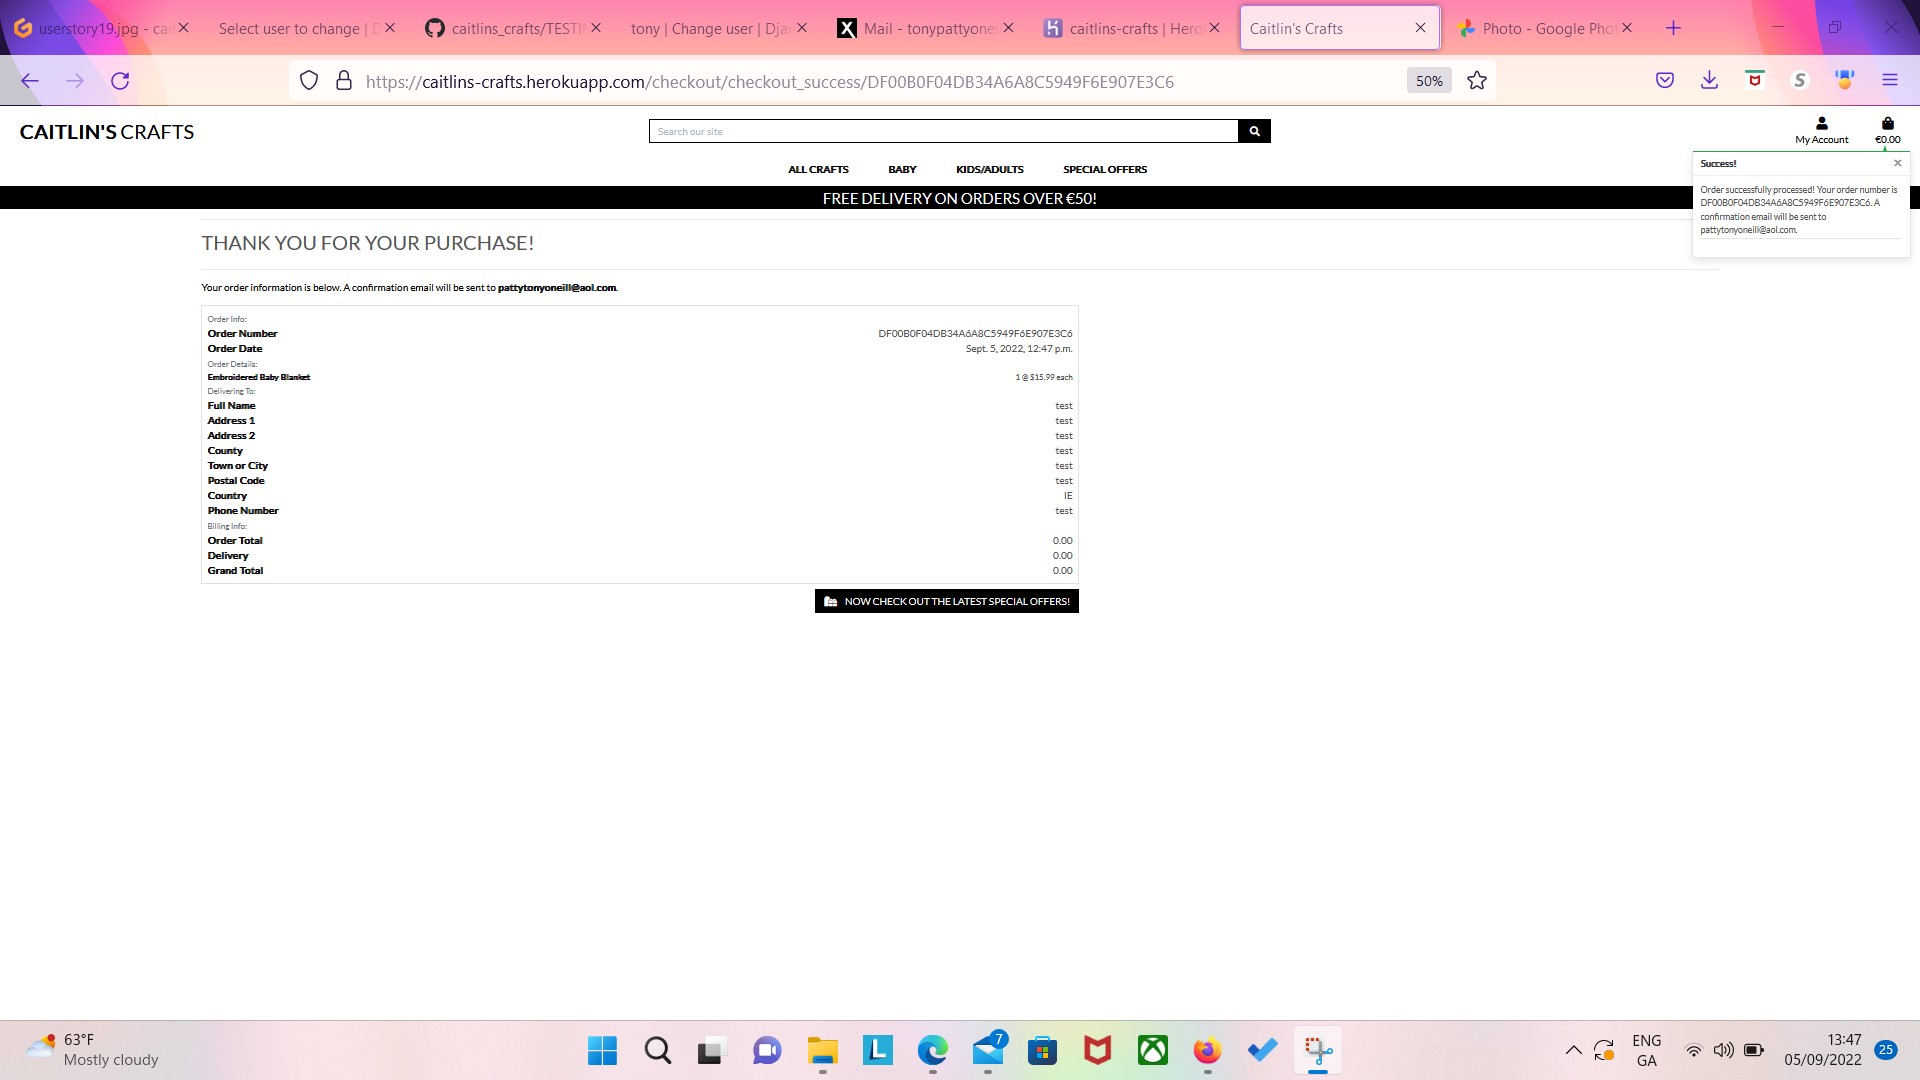 userstory19.jpg - cai
Select user to change | D
caitlins_crafts/TESTI
tony | Change user | Djan
Mail - tonypattyone
caitlins-crafts | Hero
Caitlin's Crafts
Photo - Google Phot
https://caitlins-crafts.herokuapp.com/checkout/checkout_success/DF00B0F04DB34A6A8C5949F6E907E3C6
50%
CAITLIN'S CRAFTS
Search our site
My Account
€0.00
ALL CRAFTS BABY KIDS/ADULTS SPECIAL OFFERS
FREE DELIVERY ON ORDERS OVER €50!
Success!
Order successfully processed! Your order number is
DF00B0F04DB34A6A8C5949F6E907E3C6. A
confirmation email will be sent to
pattytonyoneill@aol.com.
THANK YOU FOR YOUR PURCHASE!
Your order information is below. A confirmation email will be sent to pattytonyoneill@aol.com.
Order Info:
Order Number DF00B0F04DB34A6A8C5949F6E907E3C6
Order Date Sept. 5, 2022, 12:47 p.m.
Order Details:
Embroidered Baby Blanket 1 @ $15.99 each
Delivering To:
Full Name test
Address 1 test
Address 2 test
County test
Town or City test
Postal Code test
Country IE
Phone Number test
Billing Info:
Order Total 0.00
Delivery 0.00
Grand Total 0.00
NOW CHECK OUT THE LATEST SPECIAL OFFERS!
63°F
Mostly cloudy
7
ENG
GA
13:47
05/09/2022
25